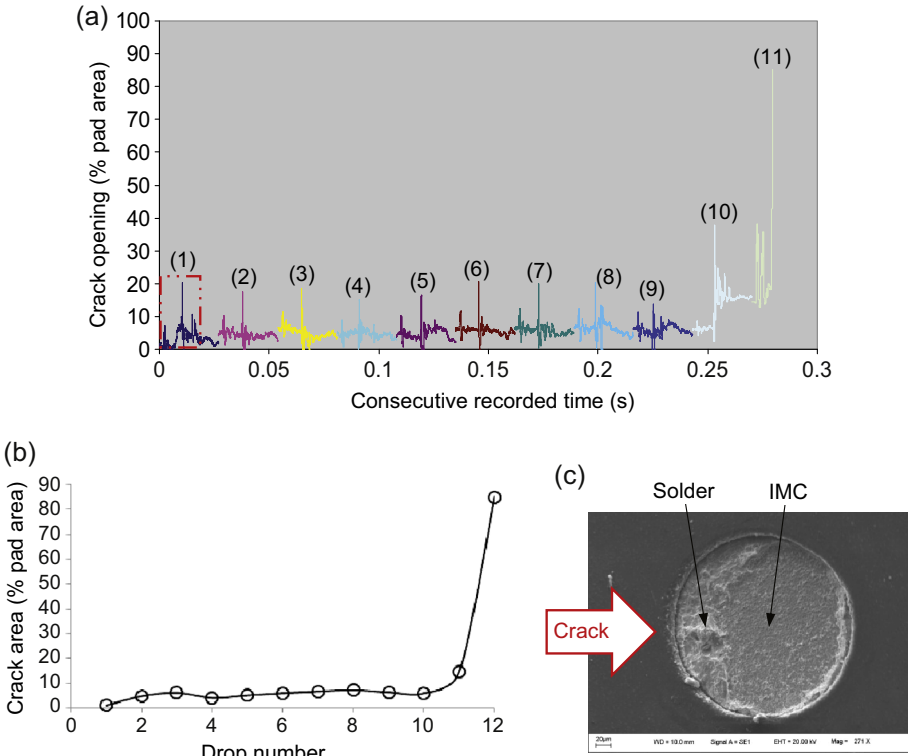 (a)
Crack opening (% pad area)
100
90
80
70
60
50
40
30
20
10
0
(1)
(2)
(3)
(4)
(5)
(6)
(7)
(8)
(9)
(10)
(11)
0 0.05 0.1 0.15 0.2 0.25 0.3
Consecutive recorded time (s)
(b)
Crack area (% pad area)
90
80
70
60
50
40
30
20
10
0
0 2 4 6 8 10 12
Drop number
(c)
Solder IMC
Crack
20µm WD = 10.0 mm Signal A = SE1 EHT = 20.00 kV Mag = 271 X